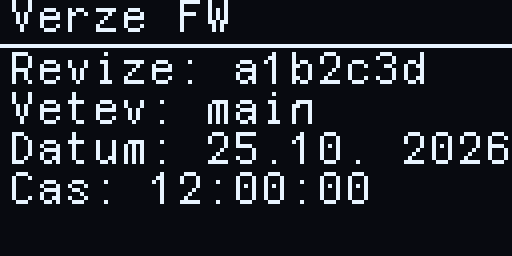 Verze FW
Revize: a1b2c3d
Vetev: main
Datum: 25.10. 2026
Cas: 12:00:00